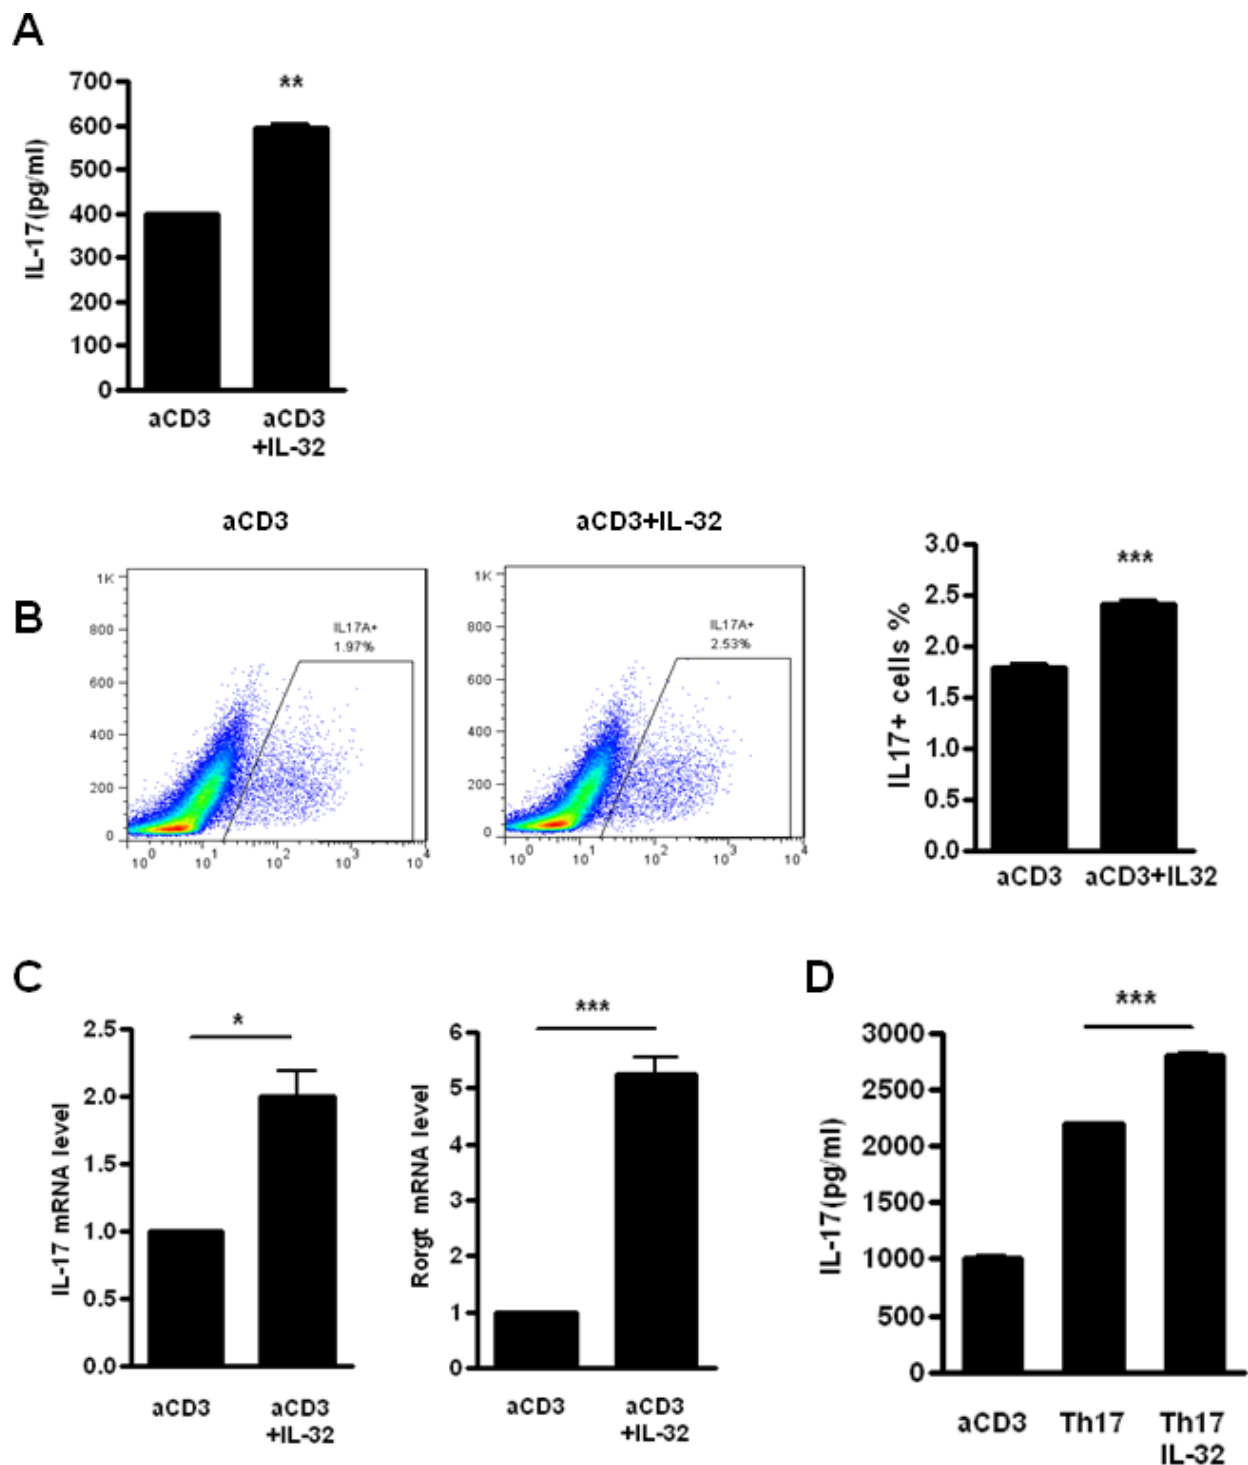 A
700
600
500
400
300
200
100
0
IL-17(pg/ml)
**
aCD3
aCD3
+IL-32
B
aCD3
1K
800
600
400
200
0
IL17A+
1.97%
10^0 10^1 10^2 10^3 10^4
aCD3+IL-32
1K
800
600
400
200
0
IL17A+
2.53%
10^0 10^1 10^2 10^3 10^4
3.0
2.5
2.0
1.5
1.0
0.5
0.0
IL17+ cells %
***
aCD3 aCD3+IL32
C
2.5
2.0
1.5
1.0
0.5
0.0
IL-17 mRNA level
*
aCD3
aCD3
+IL-32
6
5
4
3
2
1
0
Rorgt mRNA level
***
aCD3
aCD3
+IL-32
D
3000
2500
2000
1500
1000
500
0
IL-17(pg/ml)
***
aCD3
Th17
Th17
IL-32